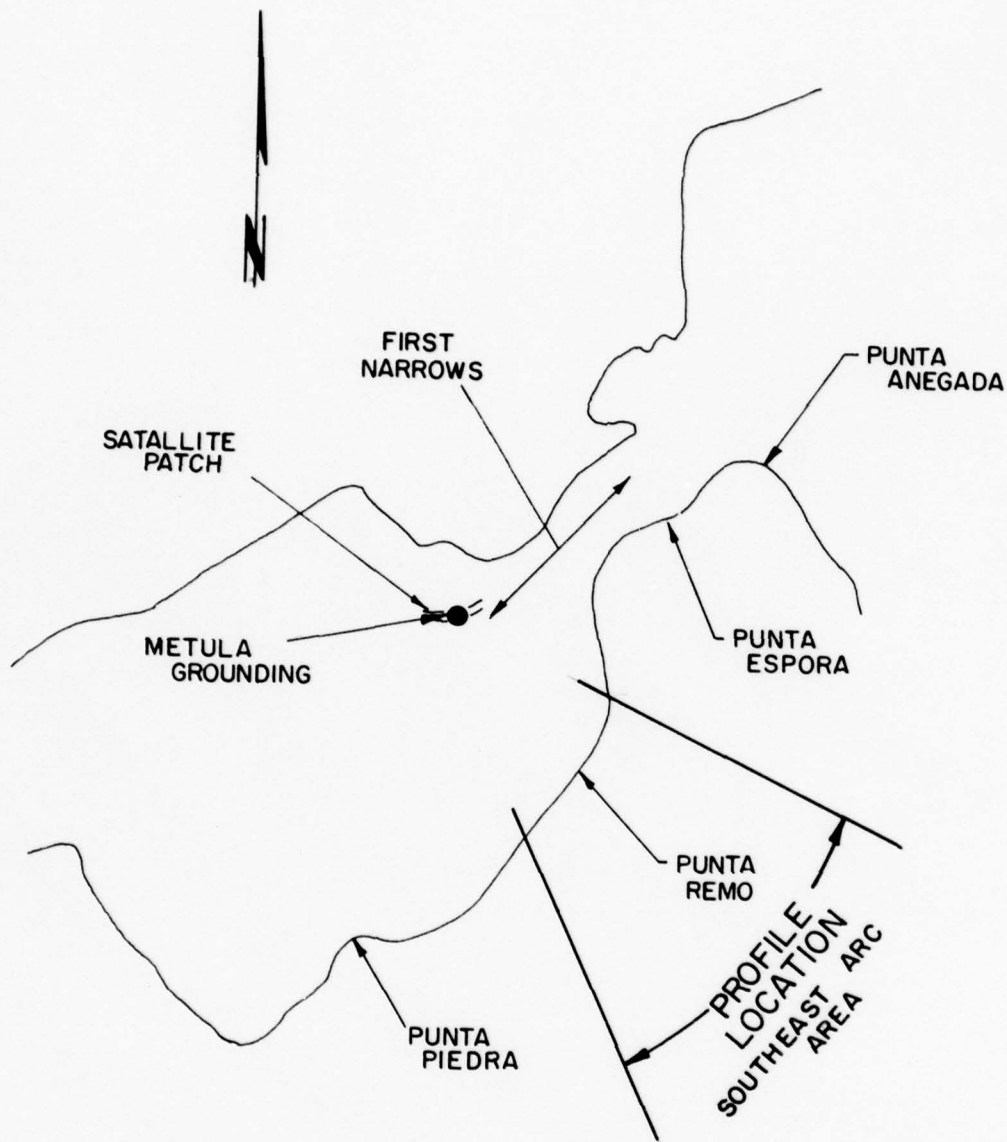 N
FIRST
NARROWS
PUNTA
ANEGADA
SATALLITE
PATCH
METULA
GROUNDING
PUNTA
ESPORA
PUNTA
REMO
PROFILE
LOCATION
SOUTHEAST ARC
AREA
PUNTA
PIEDRA